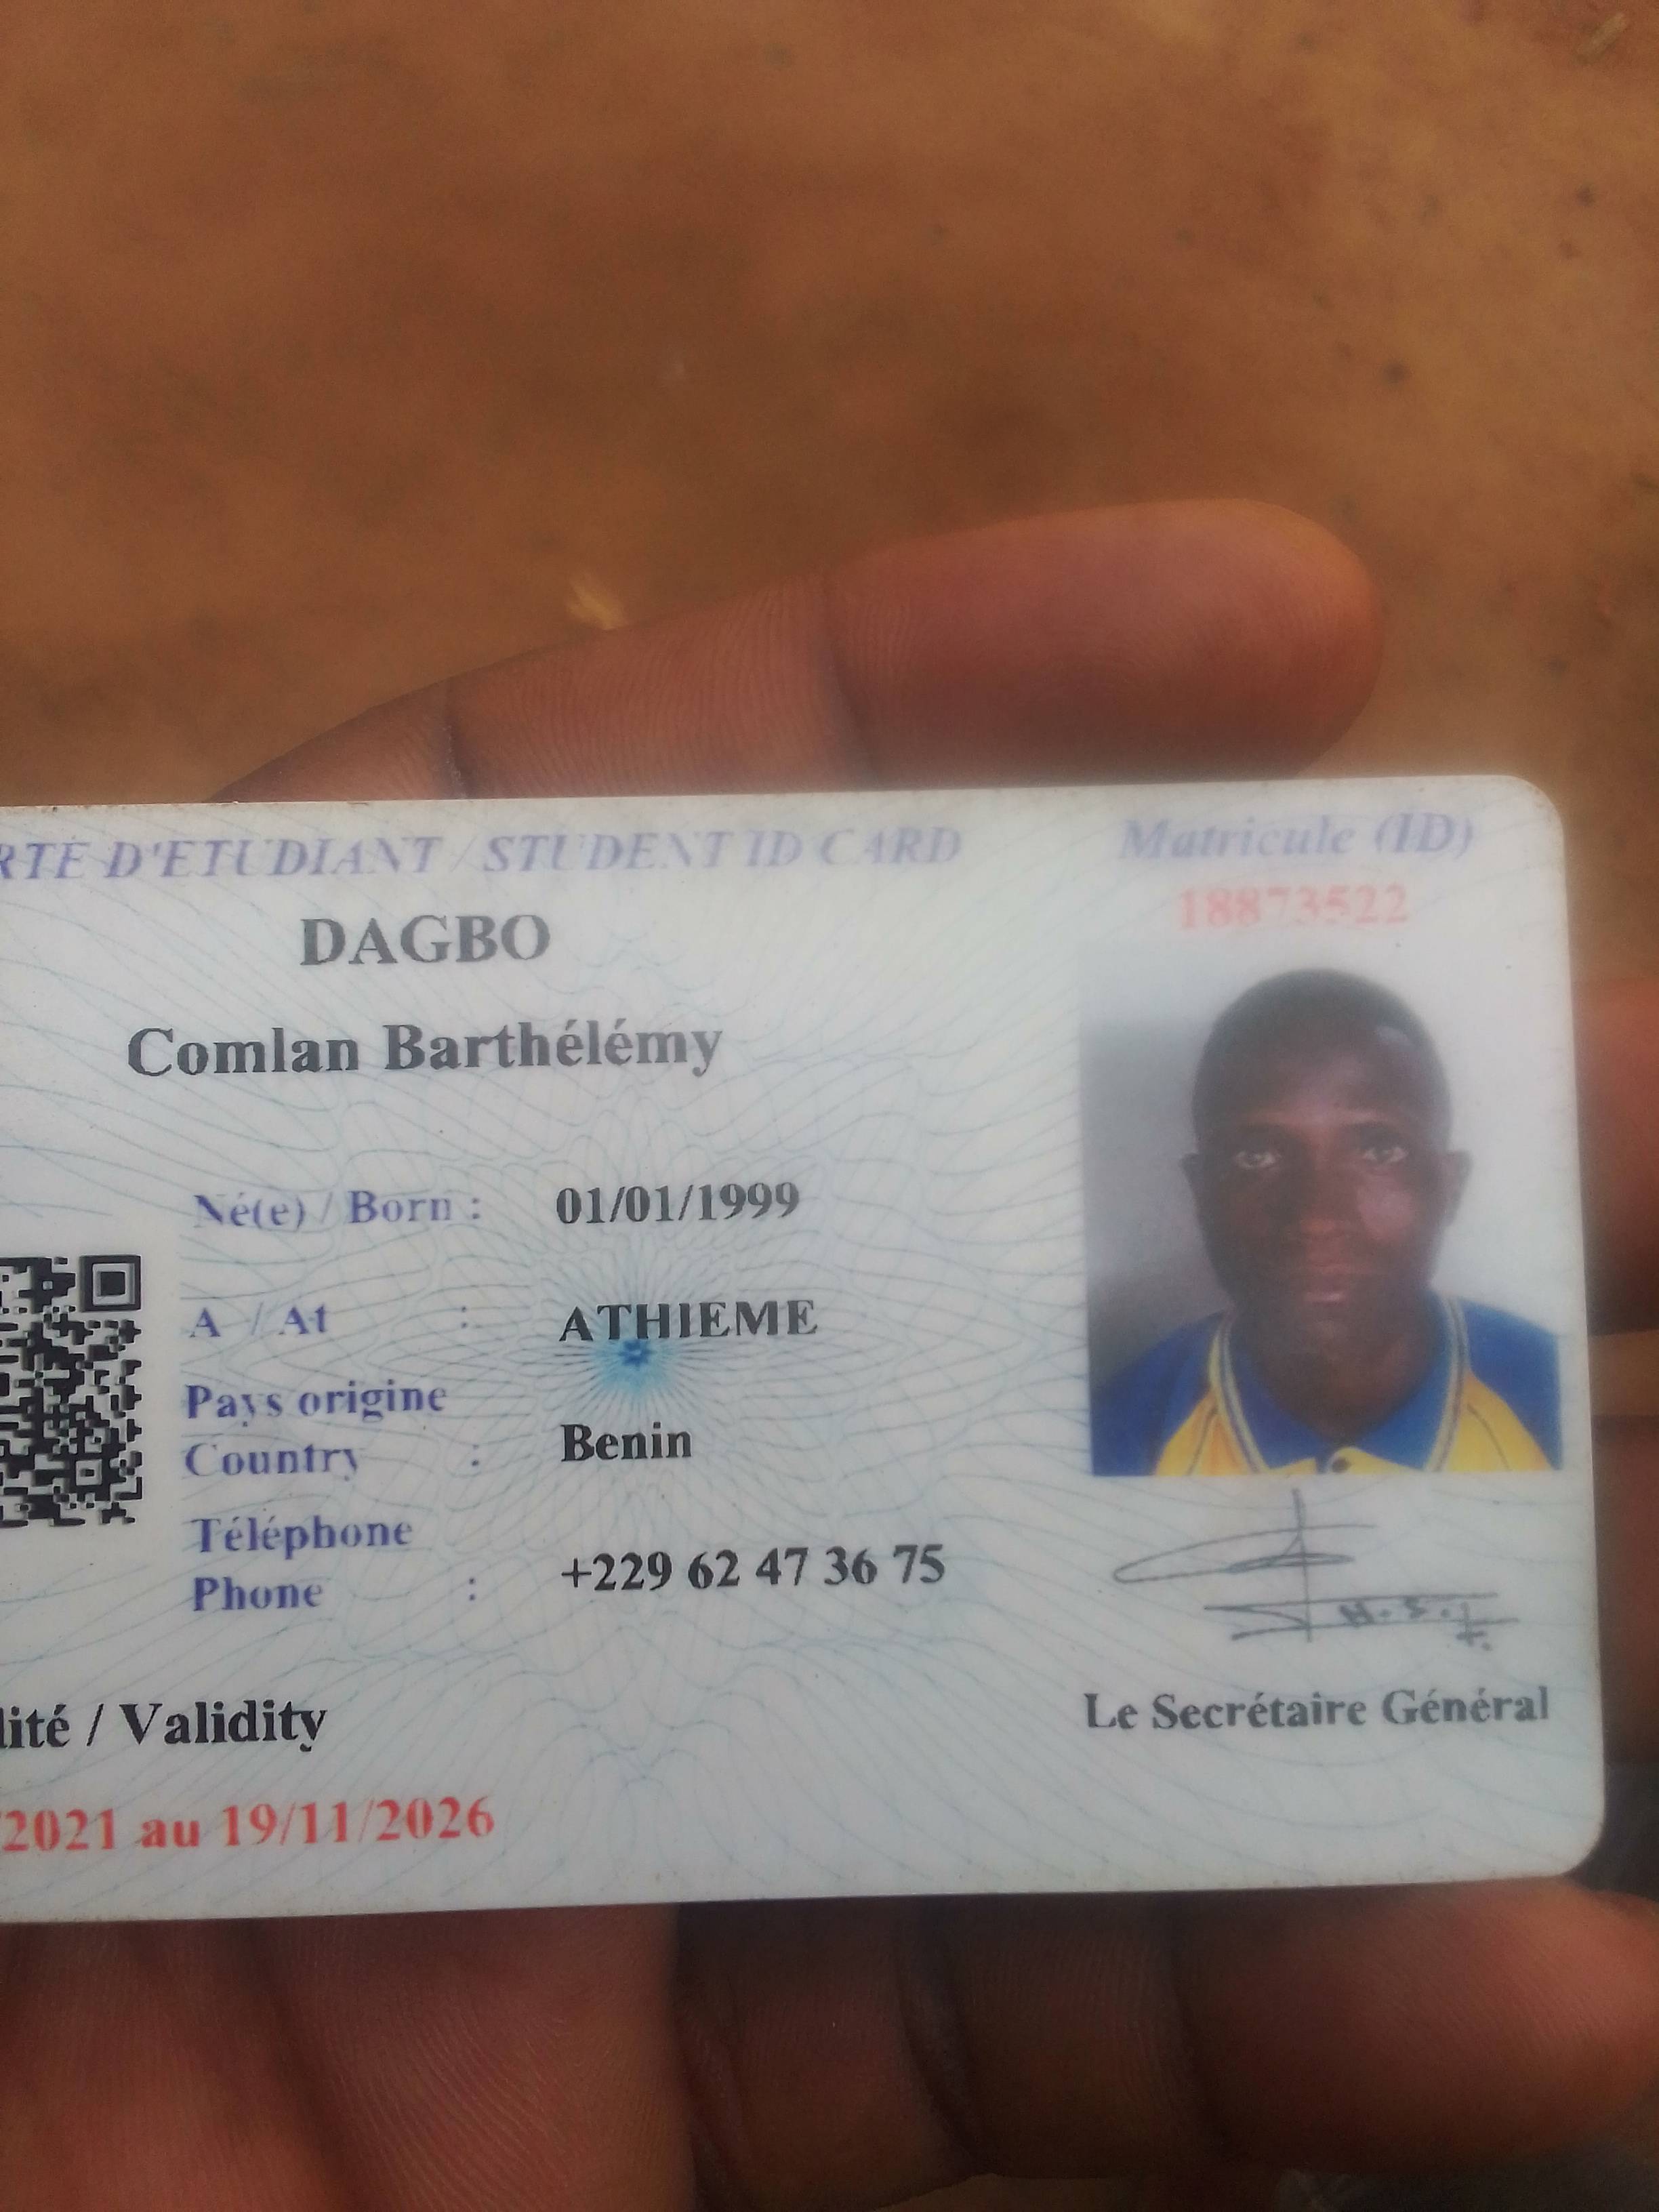 RTE D'ETUDIANT / STUDENT ID CARD
Matricule (ID)
18873522
DAGBO
Comlan Barthélémy
Né(e) / Born : 01/01/1999
A / At : ATHIEME
Pays origine
Country : Benin
Téléphone
Phone : +229 62 47 36 75
H.S.
Le Secrétaire Général
lité / Validity
/2021 au 19/11/2026